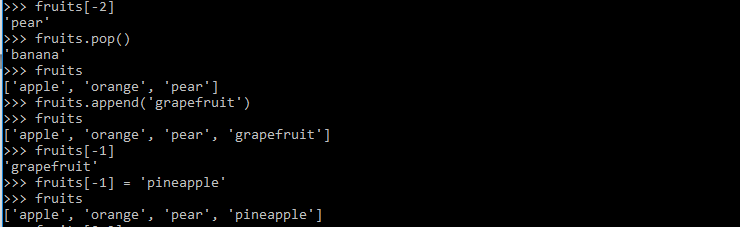 >>> fruits[-2]
'pear'
>>> fruits.pop()
'banana'
>>> fruits
['apple', 'orange', 'pear']
>>> fruits.append('grapefruit')
>>> fruits
['apple', 'orange', 'pear', 'grapefruit']
>>> fruits[-1]
'grapefruit'
>>> fruits[-1] = 'pineapple'
>>> fruits
['apple', 'orange', 'pear', 'pineapple']